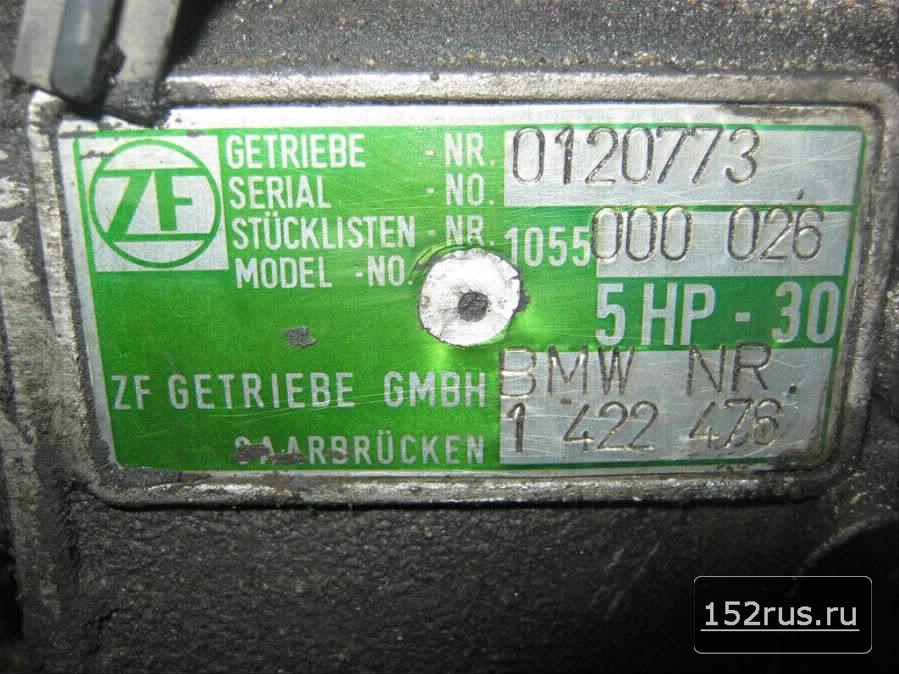 ZF
GETRIEBE - NR. 0120773
SERIAL - NO.
STÜCKLISTEN - NR. 1055 000 026
MODEL - NO.
5 HP - 30
ZF GETRIEBE GMBH BMW NR.
SAARBRÜCKEN 1 422 476
152rus.ru